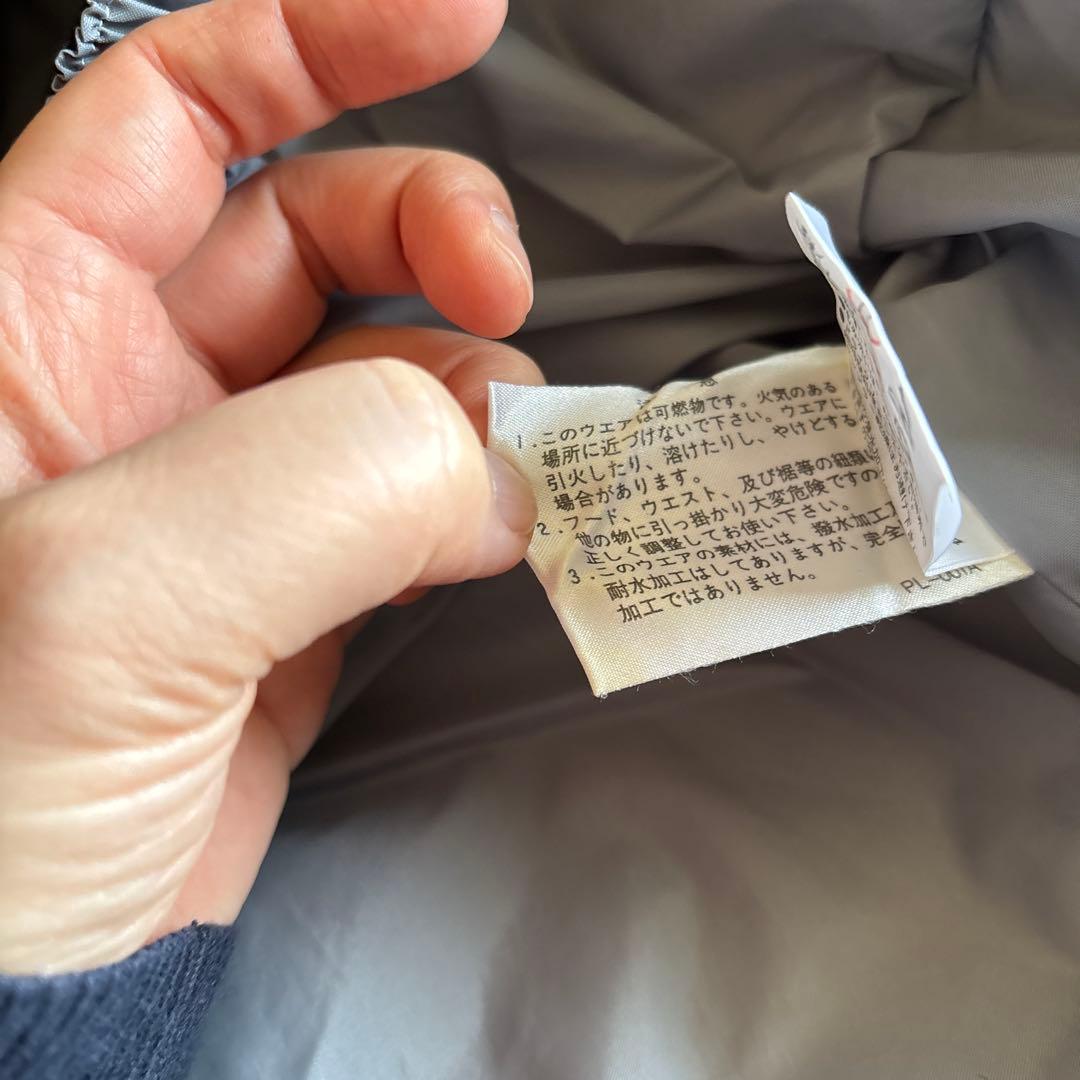 1.このウエアは可燃物です。火気のある
場所に近づけないで下さい。ウエアに
引火したり、溶けたりし、やけどする
場合があります。
2.フード、ウエスト、及び裾等の紐類
他の物に引っ掛かり大変危険ですの
正しく調整してお使い下さい。
3.このウエアの素材には、撥水加工
耐水加工はしてありますが、完全
加工ではありません。
PL-001A